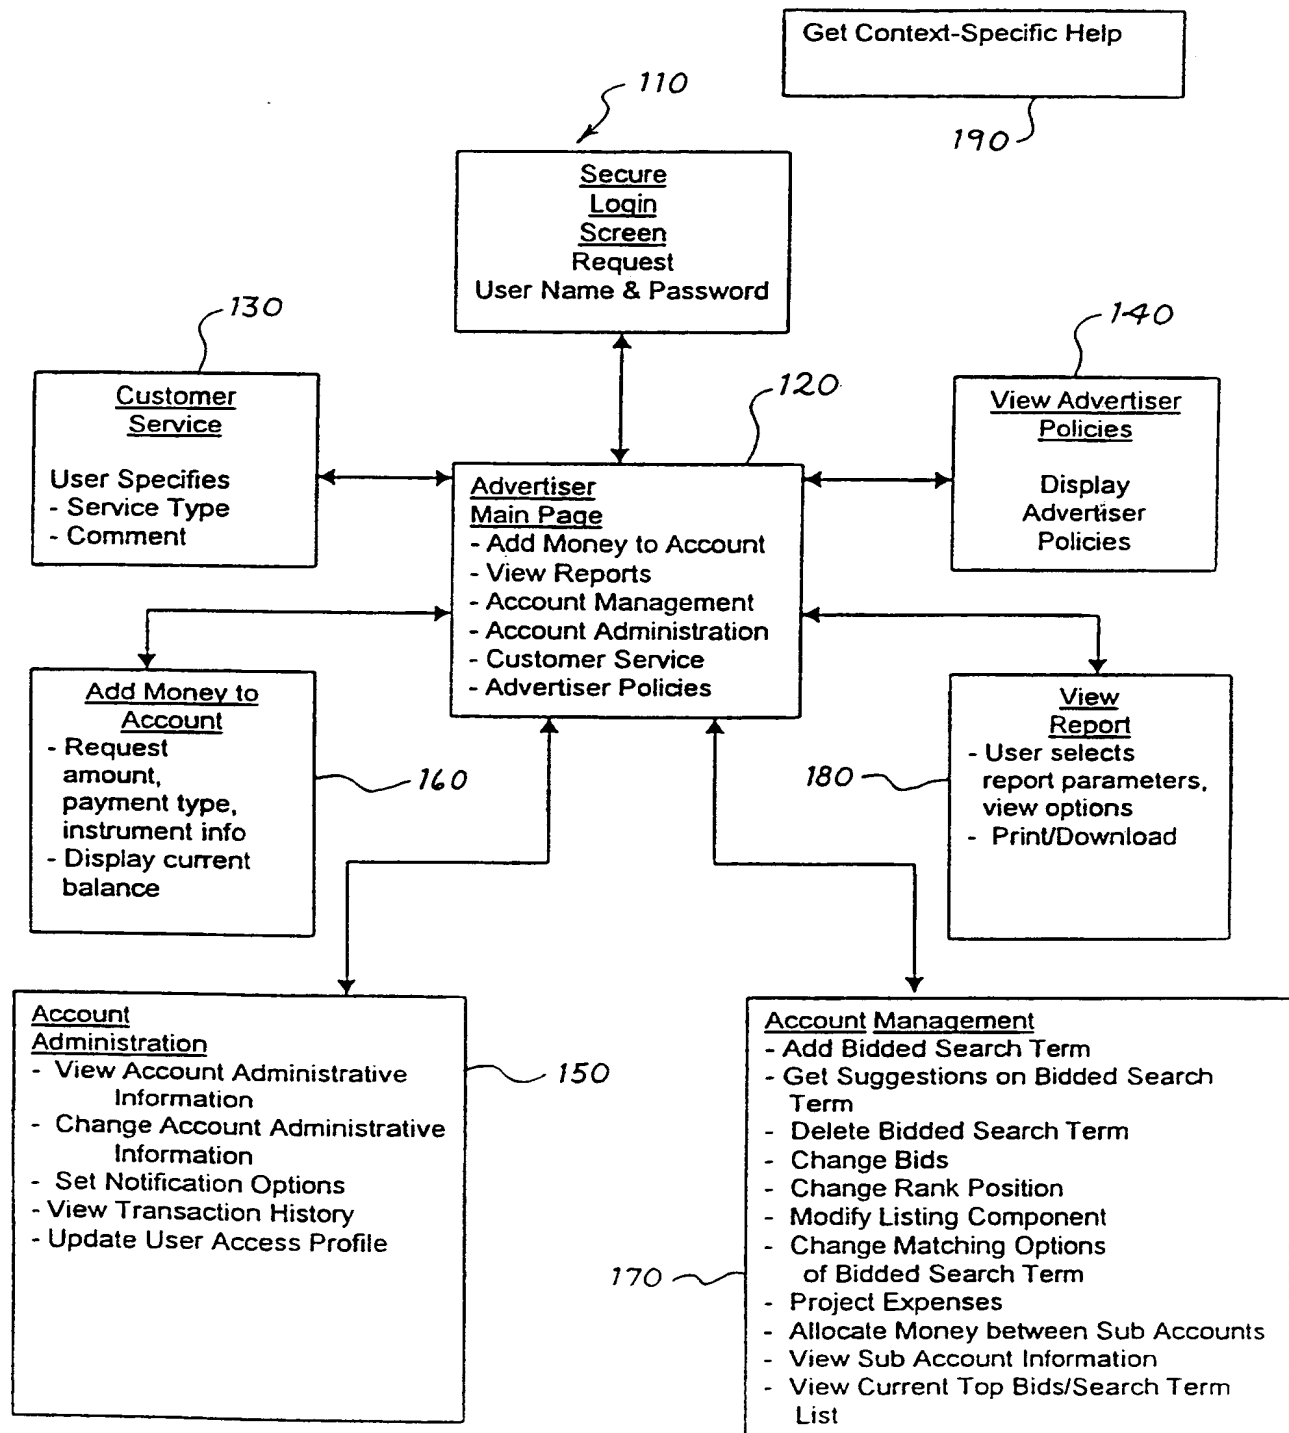 Get Context-Specific Help
190
110
Secure
Login
Screen
Request
User Name & Password
130
Customer
Service
User Specifies
- Service Type
- Comment
120
Advertiser
Main Page
- Add Money to Account
- View Reports
- Account Management
- Account Administration
- Customer Service
- Advertiser Policies
140
View Advertiser
Policies
Display
Advertiser
Policies
Add Money to
Account
- Request
amount,
payment type,
instrument info
- Display current
balance
160
180
View
Report
- User selects
report parameters,
view options
- Print/Download
Account
Administration
- View Account Administrative
Information
- Change Account Administrative
Information
- Set Notification Options
- View Transaction History
- Update User Access Profile
150
170
Account Management
- Add Bidded Search Term
- Get Suggestions on Bidded Search
Term
- Delete Bidded Search Term
- Change Bids
- Change Rank Position
- Modify Listing Component
- Change Matching Options
of Bidded Search Term
- Project Expenses
- Allocate Money between Sub Accounts
- View Sub Account Information
- View Current Top Bids/Search Term
List